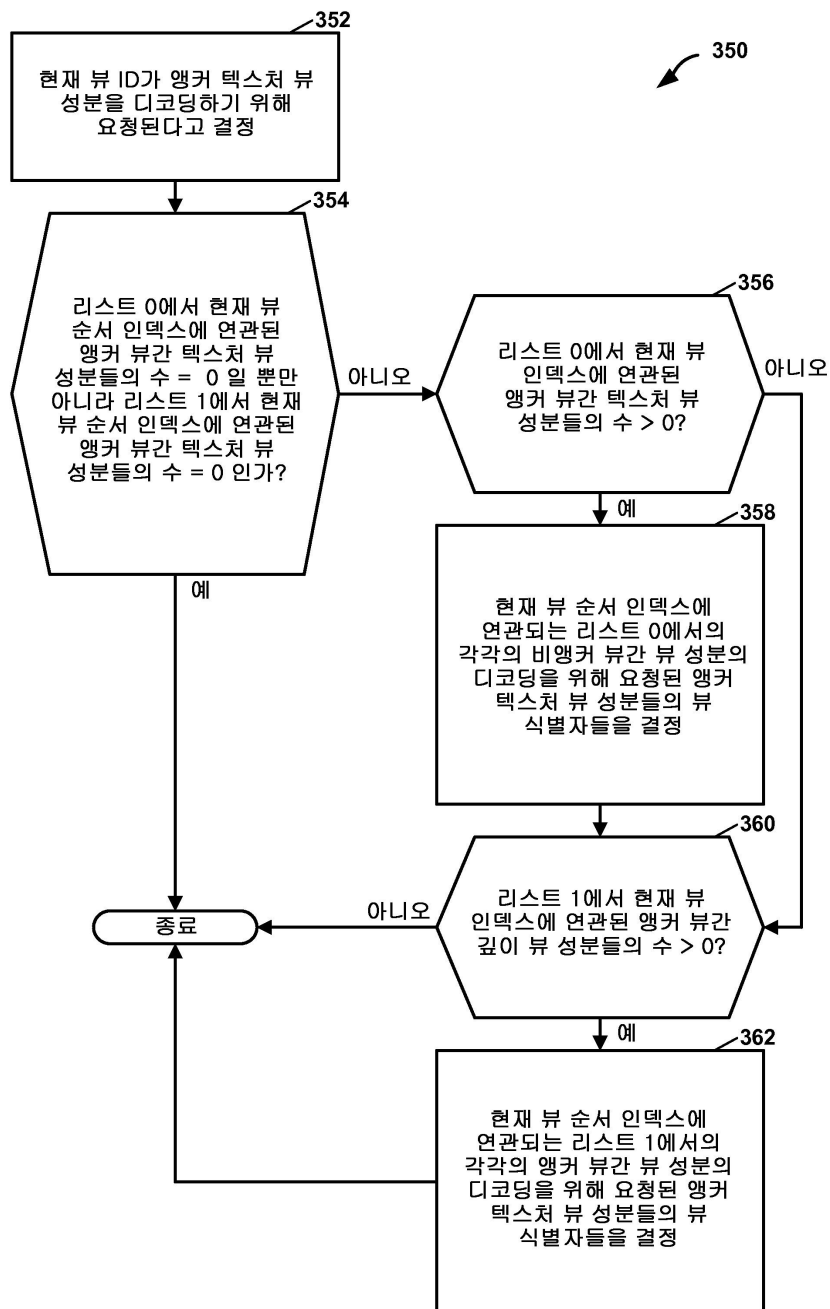 352
350
현재 뷰 ID가 앵커 텍스처 뷰
성분을 디코딩하기 위해
요청된다고 결정
354
리스트 0에서 현재 뷰
순서 인덱스에 연관된
앵커 뷰간 텍스처 뷰
성분들의 수 = 0 일 뿐만
아니라 리스트 1에서 현재
뷰 순서 인덱스에 연관된
앵커 뷰간 텍스처 뷰
성분들의 수 = 0 인가?
아니오
예
356
리스트 0에서 현재 뷰
인덱스에 연관된
앵커 뷰간 텍스처 뷰
성분들의 수 > 0?
아니오
예
358
현재 뷰 순서 인덱스에
연관되는 리스트 0에서의
각각의 비앵커 뷰간 뷰 성분의
디코딩을 위해 요청된 앵커
텍스처 뷰 성분들의 뷰
식별자들을 결정
360
리스트 1에서 현재 뷰
인덱스에 연관된 앵커 뷰간
깊이 뷰 성분들의 수 > 0?
아니오
종료
예
362
현재 뷰 순서 인덱스에
연관되는 리스트 1에서의
각각의 앵커 뷰간 뷰 성분의
디코딩을 위해 요청된 앵커
텍스처 뷰 성분들의 뷰
식별자들을 결정